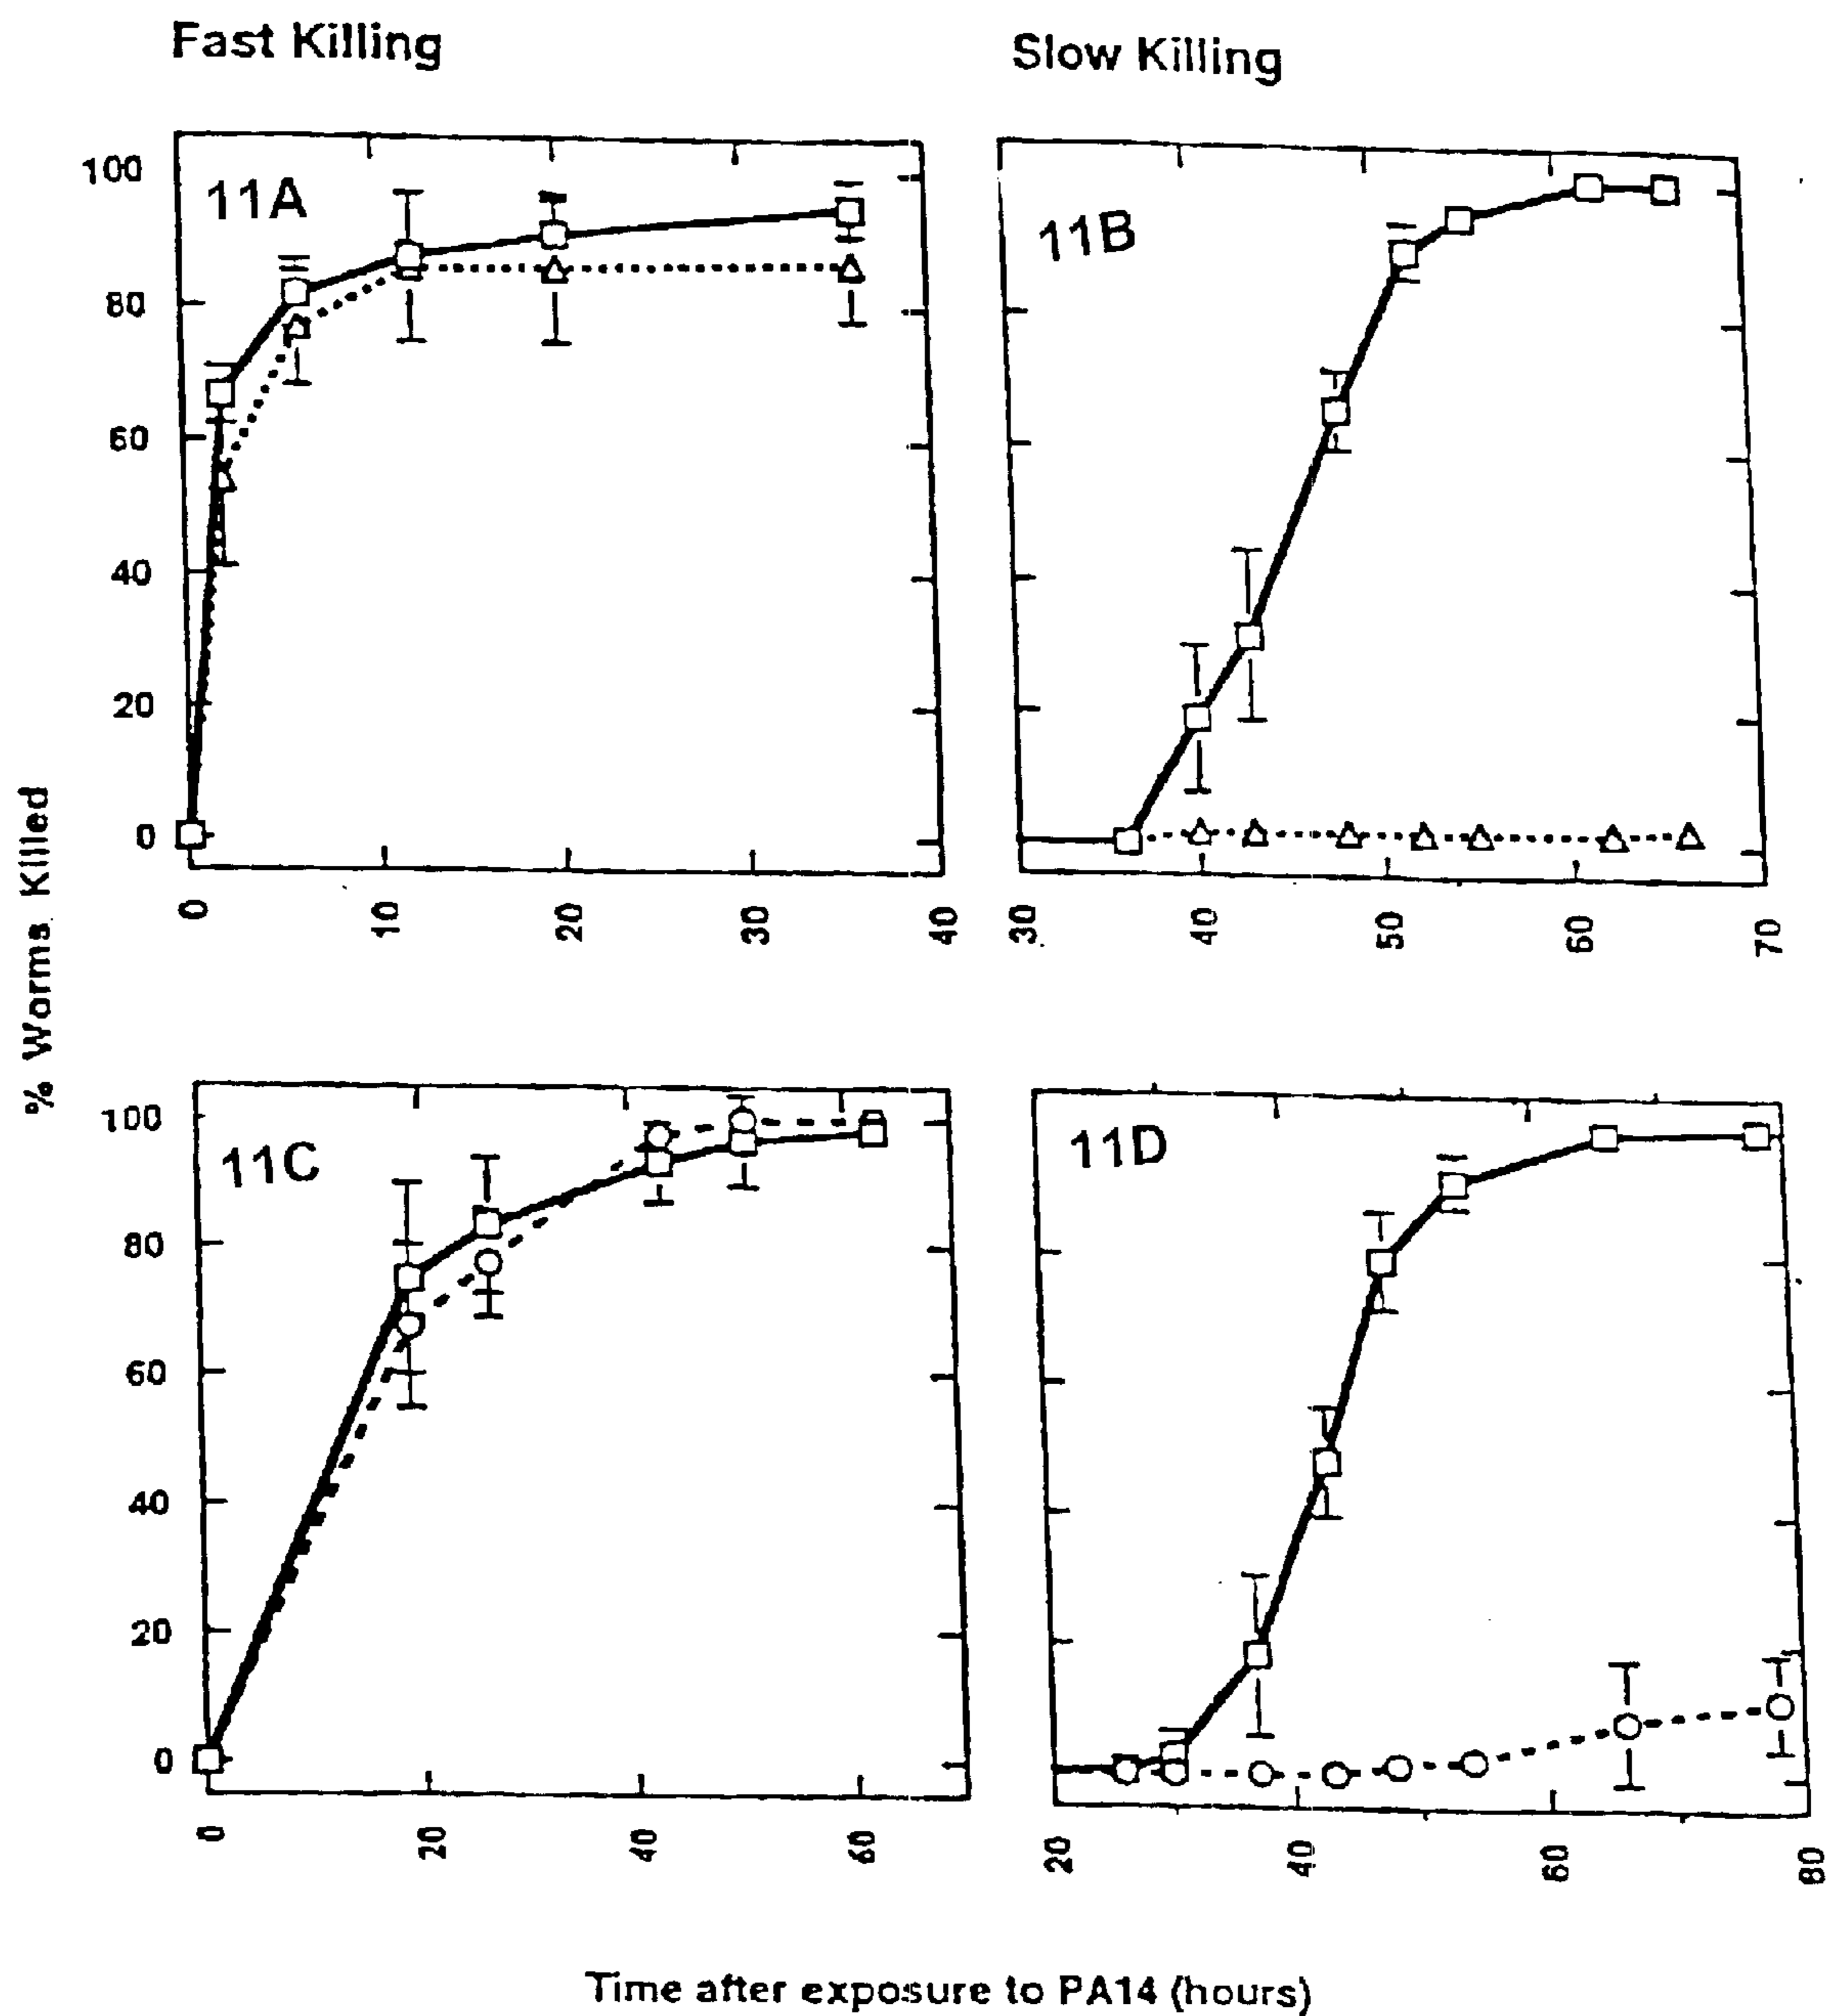 Fast Killing
Slow Killing
% Worms Killed
11A
100
80
60
40
20
0
0 10 20 30 40
11B
30 40 50 60 70
11C
100
80
60
40
20
0
0 20 40 60
11D
20 40 60 80
Time after exposure to PA14 (hours)